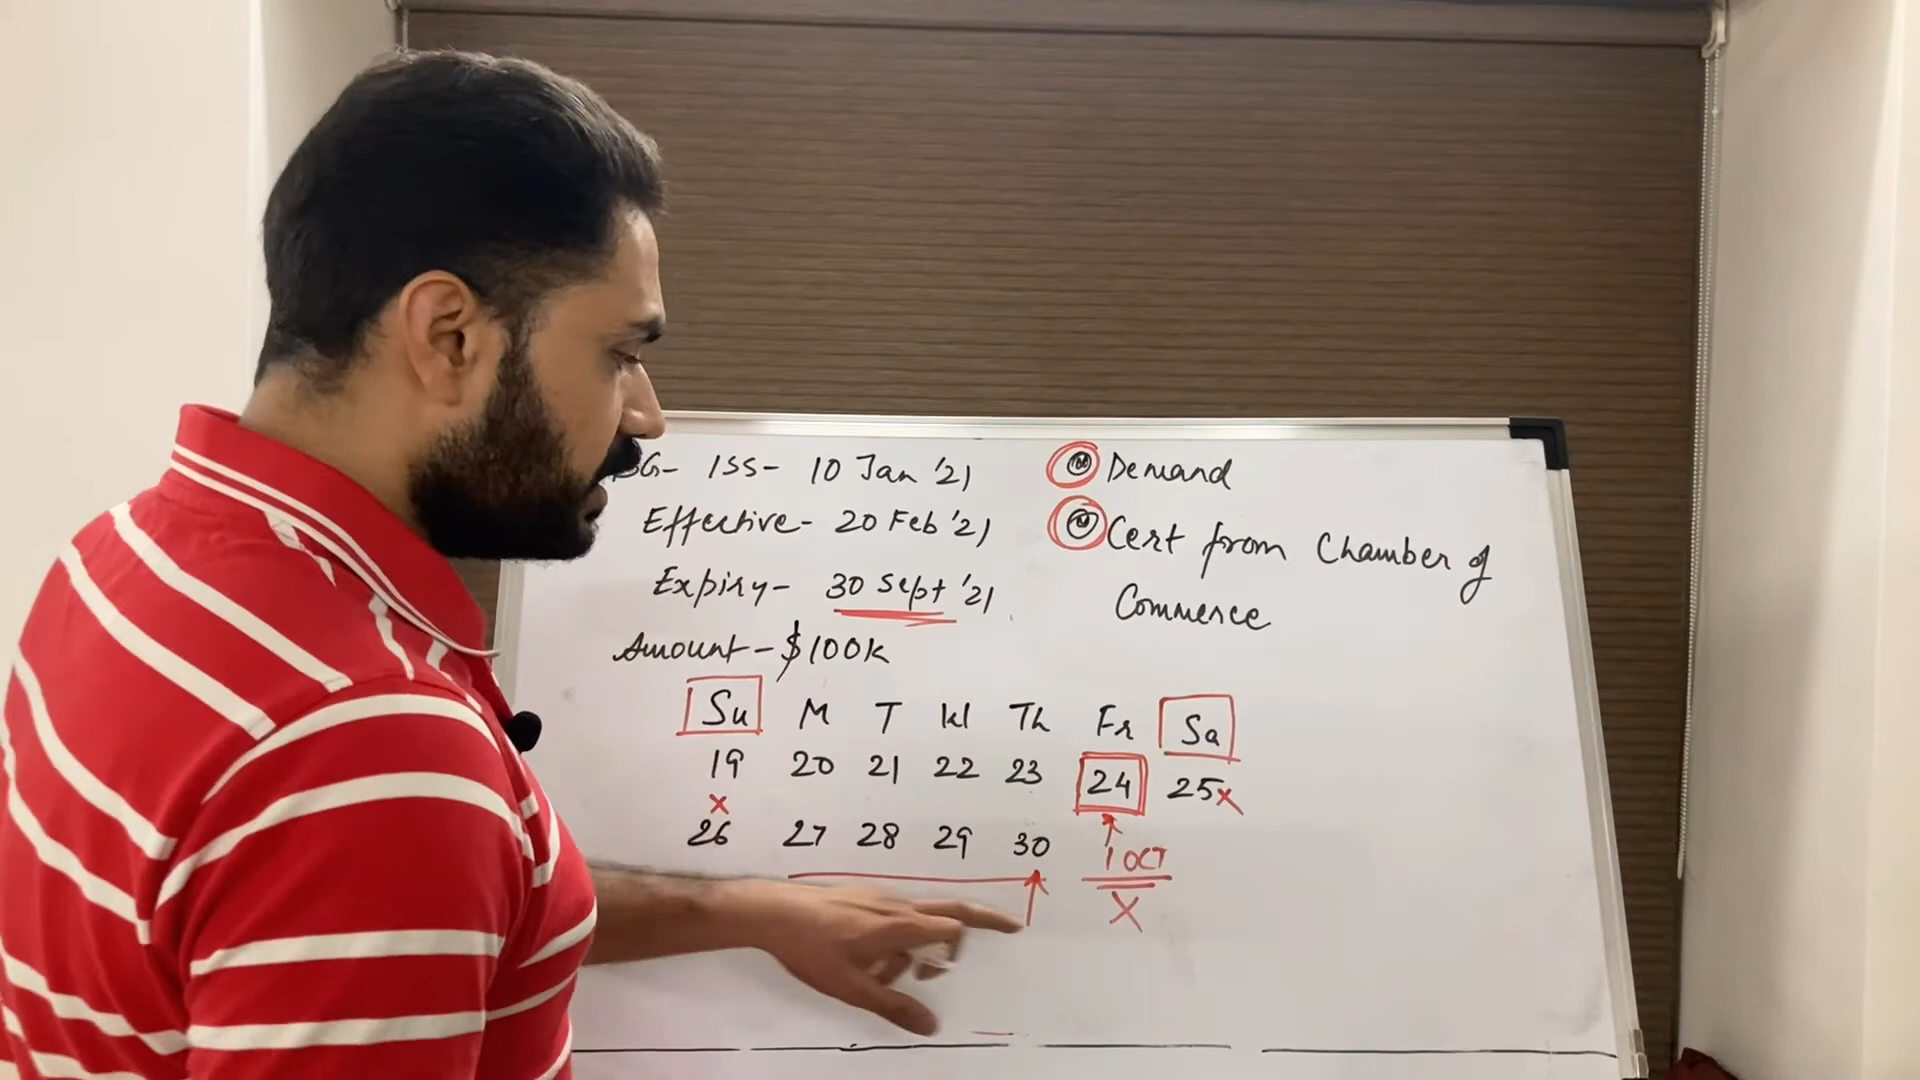 BG- ISS- 10 Jan '21
Effective- 20 Feb '21
Expiry- 30 Sept '21
Amount - $100k
Demand
Cert from Chamber of
Commerce
Su M T W Th Fr Sa
19 20 21 22 23 24 25x
x
26 27 28 29 30 1 OCT
X